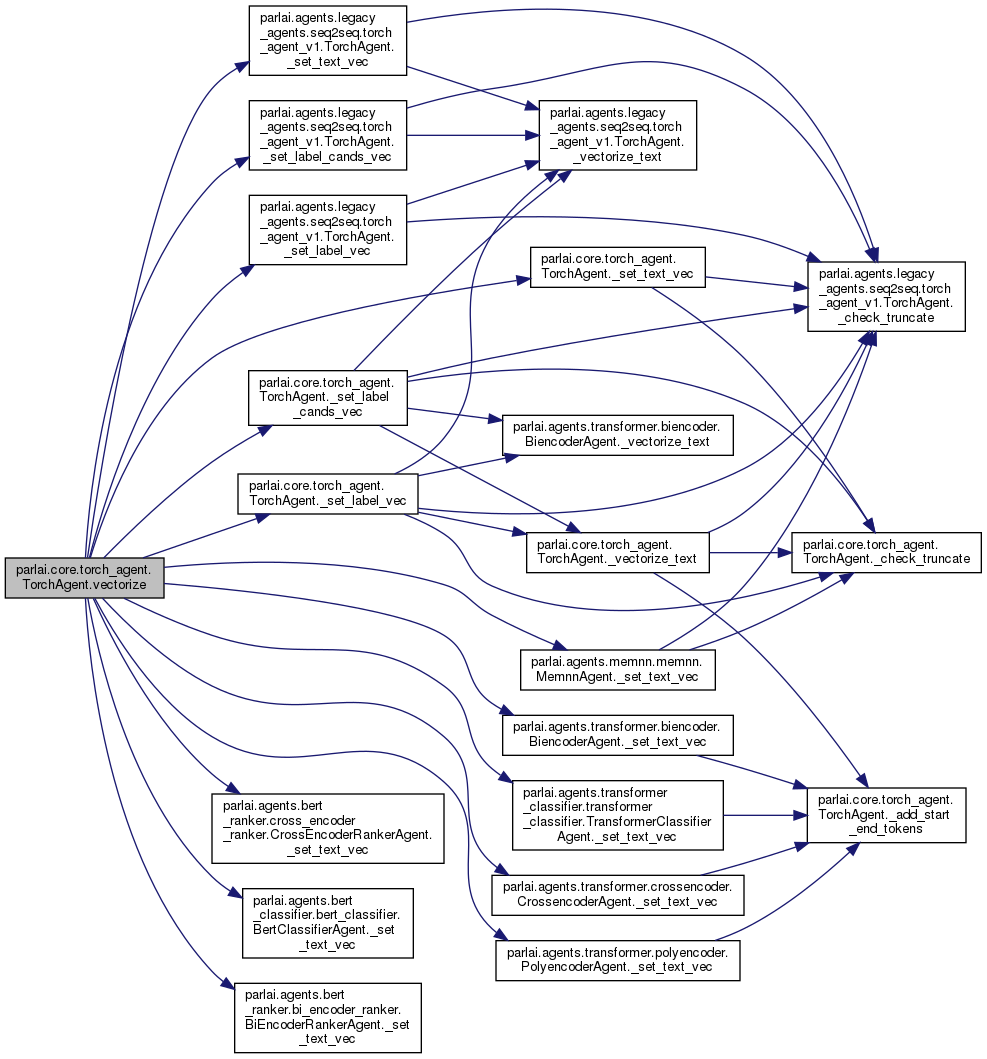 parlai.agents.legacy
_agents.seq2seq.torch
_agent_v1.TorchAgent.
_set_text_vec
parlai.agents.legacy
_agents.seq2seq.torch
_agent_v1.TorchAgent.
_set_label_cands_vec
parlai.agents.legacy
_agents.seq2seq.torch
_agent_v1.TorchAgent.
_vectorize_text
parlai.agents.legacy
_agents.seq2seq.torch
_agent_v1.TorchAgent.
_set_label_vec
parlai.core.torch_agent.
TorchAgent._set_text_vec
parlai.agents.legacy
_agents.seq2seq.torch
_agent_v1.TorchAgent.
_check_truncate
parlai.core.torch_agent.
TorchAgent._set_label
_cands_vec
parlai.agents.transformer.biencoder.
BiencoderAgent._vectorize_text
parlai.core.torch_agent.
TorchAgent._set_label_vec
parlai.core.torch_agent.
TorchAgent._vectorize_text
parlai.core.torch_agent.
TorchAgent._check_truncate
parlai.core.torch_agent.
TorchAgent.vectorize
parlai.agents.memnn.memnn.
MemnnAgent._set_text_vec
parlai.agents.transformer.biencoder.
BiencoderAgent._set_text_vec
parlai.agents.transformer
_classifier.transformer
_classifier.TransformerClassifier
Agent._set_text_vec
parlai.core.torch_agent.
TorchAgent._add_start
_end_tokens
parlai.agents.bert
_ranker.cross_encoder
_ranker.CrossEncoderRankerAgent.
_set_text_vec
parlai.agents.transformer.crossencoder.
CrossencoderAgent._set_text_vec
parlai.agents.bert
_classifier.bert_classifier.
BertClassifierAgent._set
_text_vec
parlai.agents.transformer.polyencoder.
PolyencoderAgent._set_text_vec
parlai.agents.bert
_ranker.bi_encoder_ranker.
BiEncoderRankerAgent._set
_text_vec